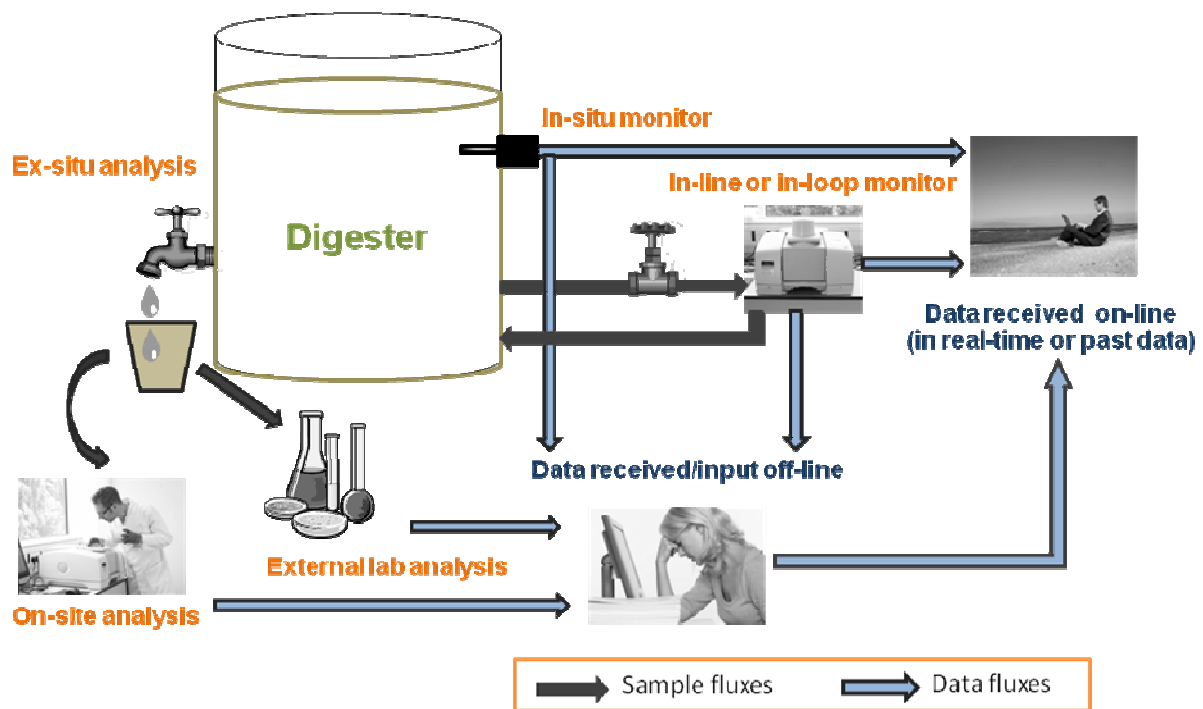 In-situ monitor
Ex-situ analysis
In-line or in-loop monitor
Digester
Data received on-line
(in real-time or past data)
Data received/input off-line
External lab analysis
On-site analysis
Sample fluxes
Data fluxes